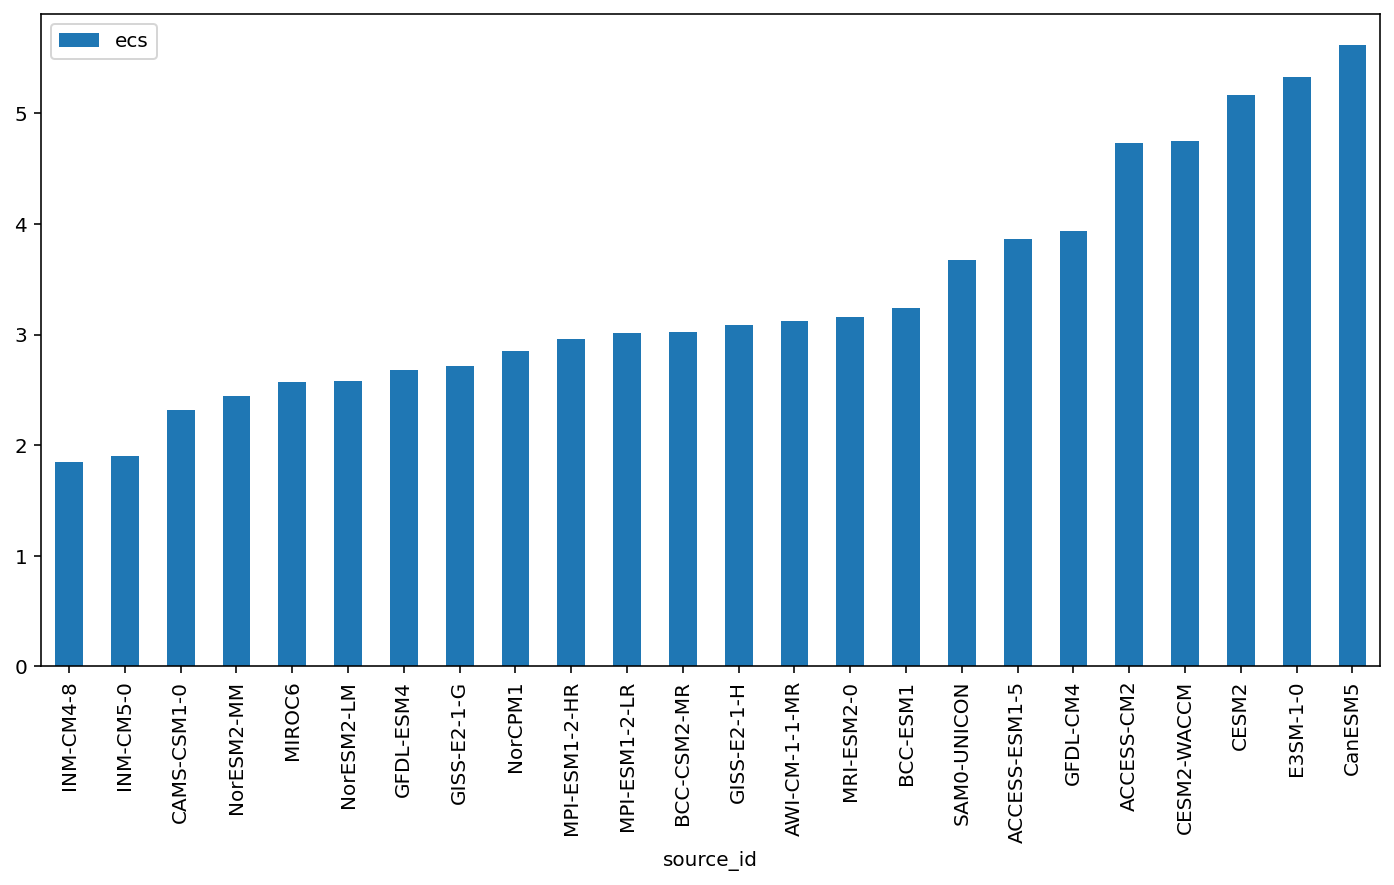 ecs
5
4
3
2
1
0
INM-CM4-8
INM-CM5-0
CAMS-CSM1-0
NorESM2-MM
MIROC6
NorESM2-LM
GFDL-ESM4
GISS-E2-1-G
NorCPM1
MPI-ESM1-2-HR
MPI-ESM1-2-LR
BCC-CSM2-MR
GISS-E2-1-H
AWI-CM-1-1-MR
MRI-ESM2-0
BCC-ESM1
SAM0-UNICON
ACCESS-ESM1-5
GFDL-CM4
ACCESS-CM2
CESM2-WACCM
CESM2
E3SM-1-0
CanESM5
source_id